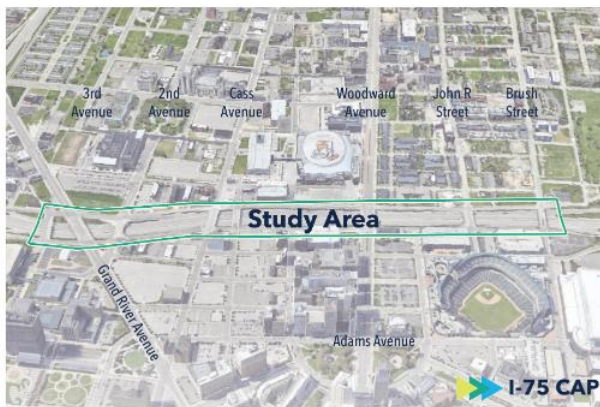 3rd
Avenue
2nd
Avenue
Cass
Avenue
Woodward
Avenue
John R
Street
Brush
Street
Study Area
Grand River Avenue
Adams Avenue
I-75 CAP